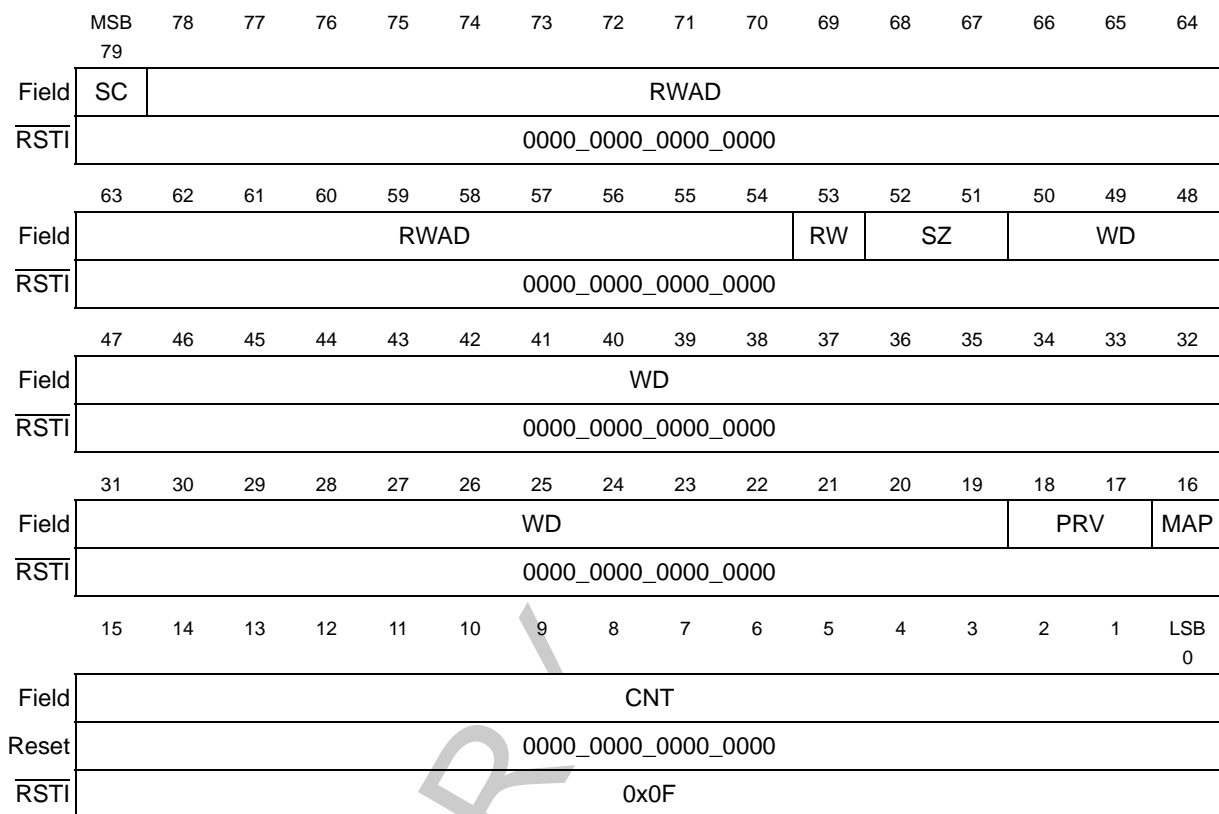 MSB 78 77 76 75 74 73 72 71 70 69 68 67 66 65 64
79
Field SC RWAD
RSTI 0000_0000_0000_0000
63 62 61 60 59 58 57 56 55 54 53 52 51 50 49 48
Field RWAD RW SZ WD
RSTI 0000_0000_0000_0000
47 46 45 44 43 42 41 40 39 38 37 36 35 34 33 32
Field WD
RSTI 0000_0000_0000_0000
31 30 29 28 27 26 25 24 23 22 21 20 19 18 17 16
Field WD PRV MAP
RSTI 0000_0000_0000_0000
15 14 13 12 11 10 9 8 7 6 5 4 3 2 1 LSB
0
Field CNT
Reset 0000_0000_0000_0000
RSTI 0x0F
R